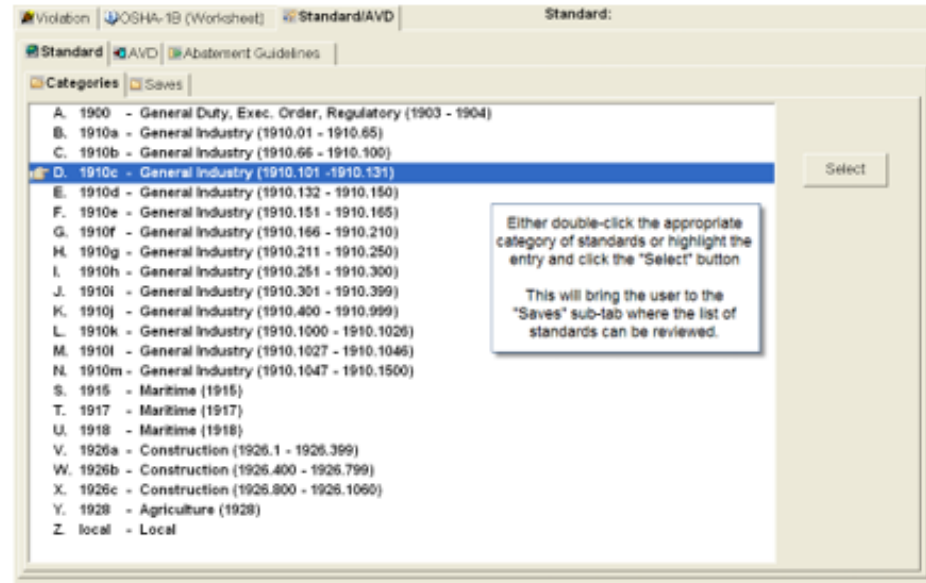 Violation OSHA-1B (Worksheet) Standard/AVD Standard:
Standard AVD Abatement Guidelines
Categories Saves
A. 1900 - General Duty, Exec. Order, Regulatory (1903 - 1904)
B. 1910a - General Industry (1910.01 - 1910.65)
C. 1910b - General Industry (1910.66 - 1910.100)
D. 1910c - General Industry (1910.101 -1910.131)
Select
E. 1910d - General Industry (1910.132 - 1910.150)
F. 1910e - General Industry (1910.151 - 1910.165)
G. 1910f - General Industry (1910.166 - 1910.210)
H. 1910g - General Industry (1910.211 - 1910.250)
I. 1910h - General Industry (1910.251 - 1910.300)
J. 1910i - General Industry (1910.301 - 1910.399)
K. 1910j - General Industry (1910.400 - 1910.999)
L. 1910k - General Industry (1910.1000 - 1910.1026)
M. 1910l - General Industry (1910.1027 - 1910.1046)
N. 1910m - General Industry (1910.1047 - 1910.1500)
S. 1915 - Maritime (1915)
T. 1917 - Maritime (1917)
U. 1918 - Maritime (1918)
V. 1926a - Construction (1926.1 - 1926.399)
W. 1926b - Construction (1926.400 - 1926.799)
X. 1926c - Construction (1926.800 - 1926.1060)
Y. 1928 - Agriculture (1928)
Z. local - Local
Either double-click the appropriate
category of standards or highlight the
entry and click the "Select" button
This will bring the user to the
"Saves" sub-tab where the list of
standards can be reviewed.